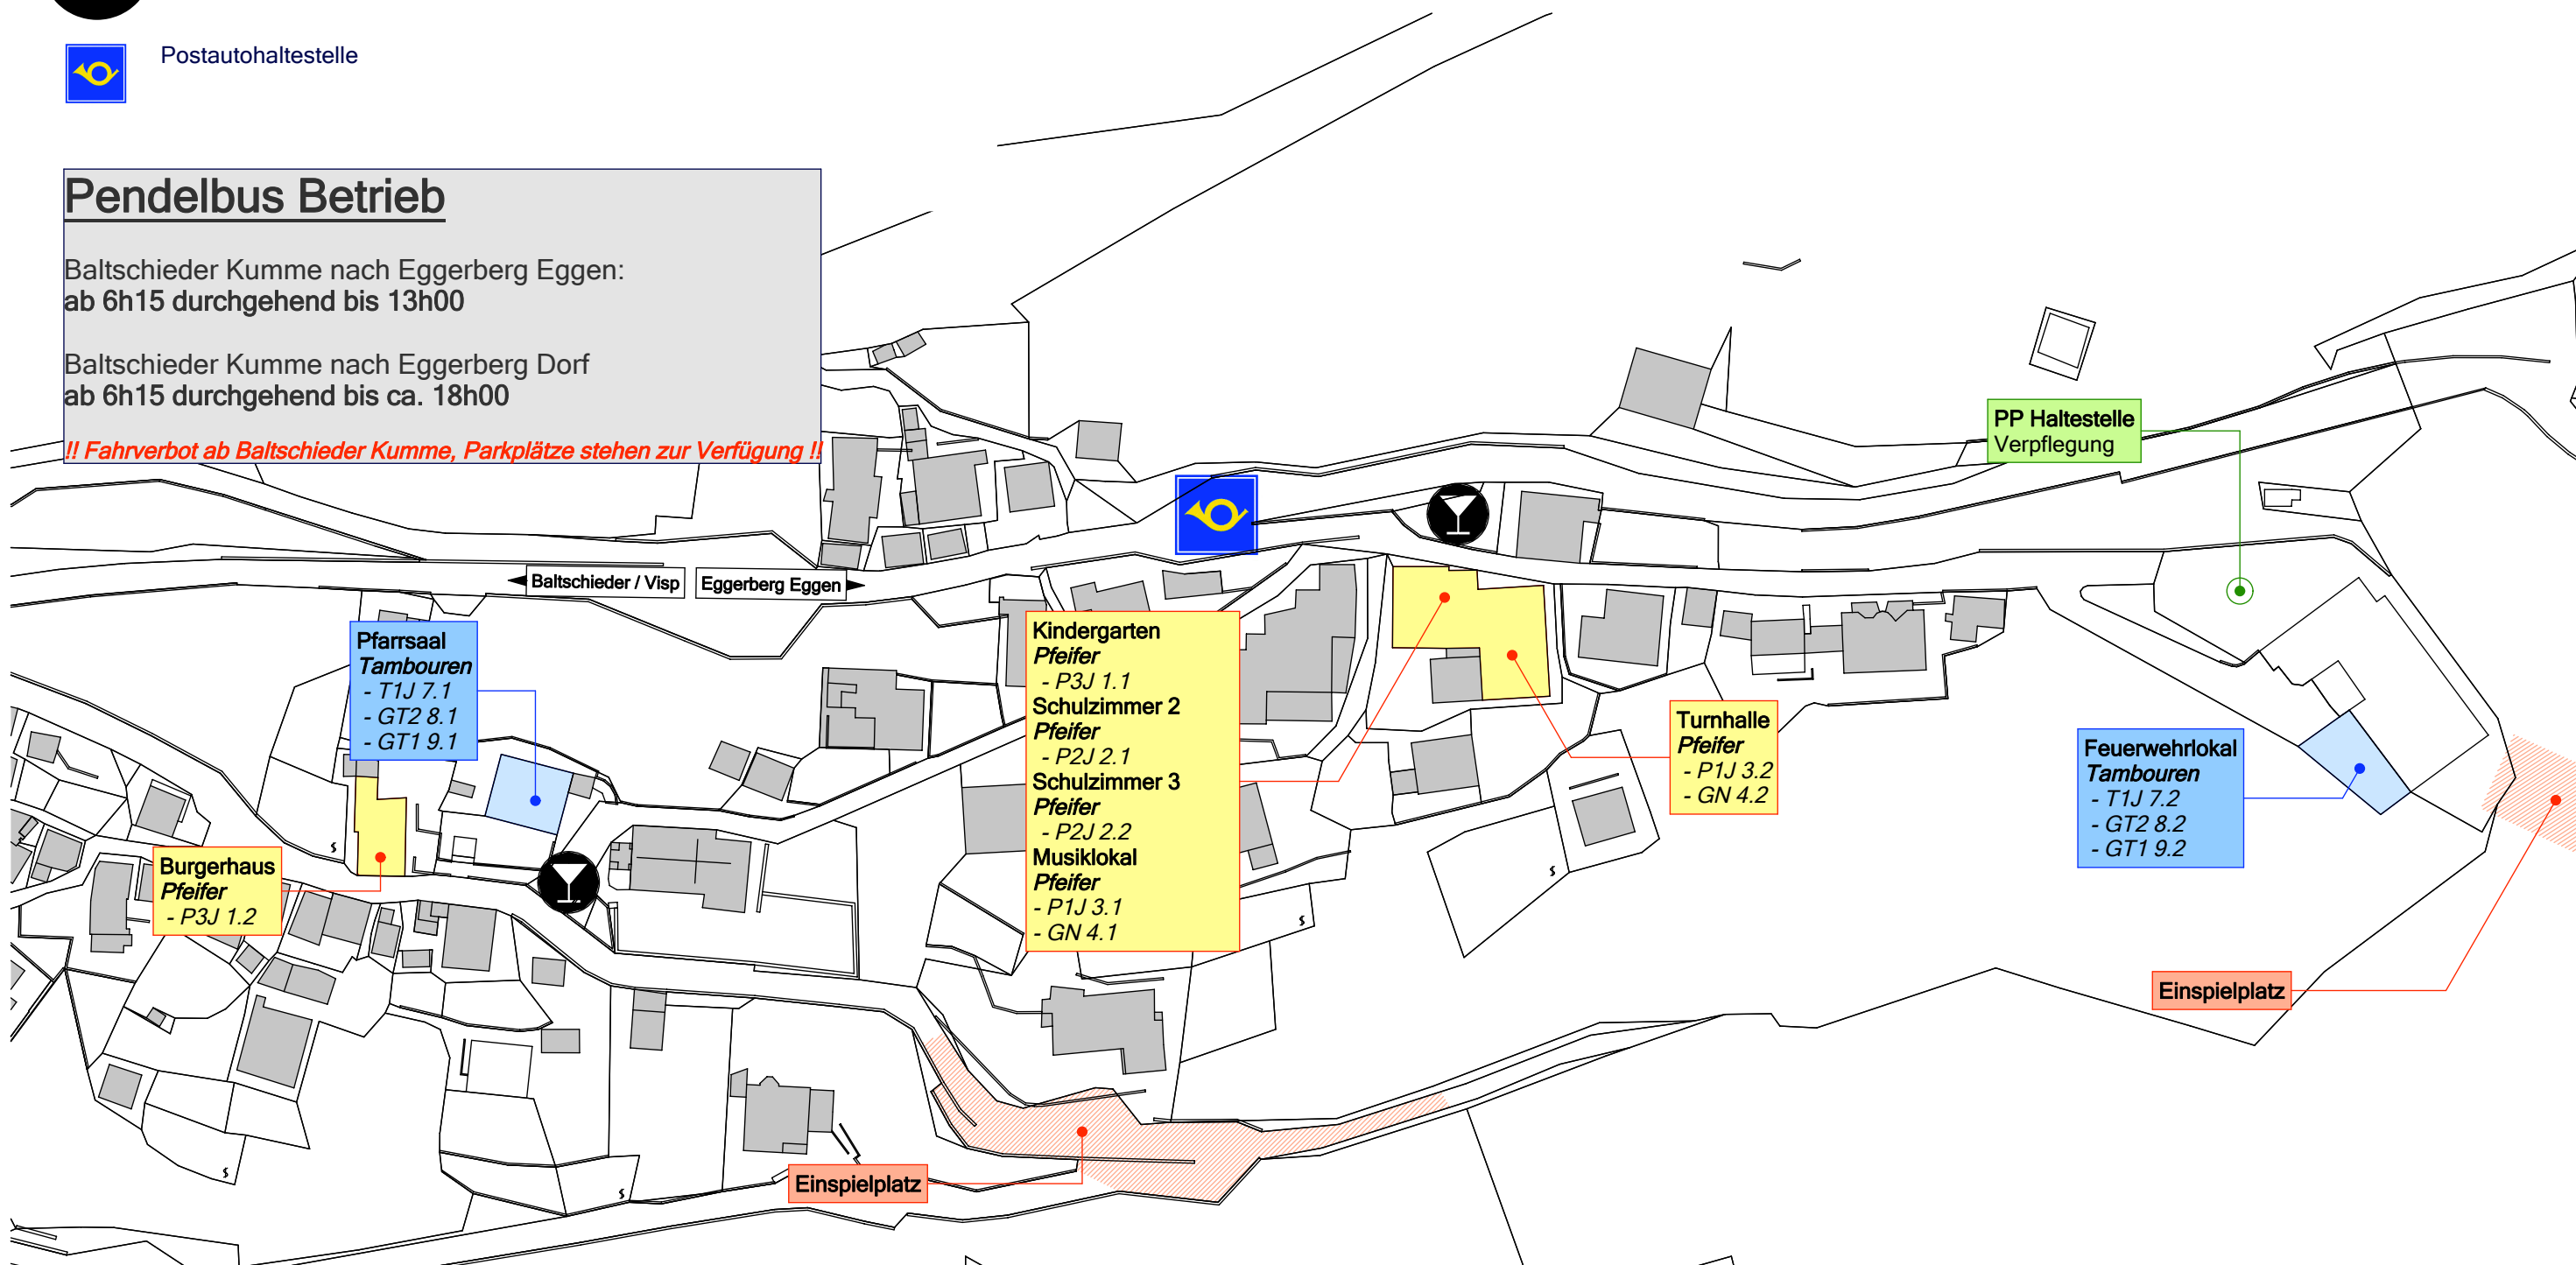 Postautohaltestelle
Pendelbus Betrieb
Baltschieder Kumme nach Eggerberg Eggen:
ab 6h15 durchgehend bis 13h00
Baltschieder Kumme nach Eggerberg Dorf
ab 6h15 durchgehend bis ca. 18h00
!! Fahrverbot ab Baltschieder Kumme, Parkplätze stehen zur Verfügung !!
PP Haltestelle
Verpflegung
Baltschieder / Visp
Eggerberg Eggen
Pfarrsaal
Tambouren
- T1J 7.1
- GT2 8.1
- GT1 9.1
Kindergarten
Pfeifer
- P3J 1.1
Schulzimmer 2
Pfeifer
- P2J 2.1
Schulzimmer 3
Pfeifer
- P2J 2.2
Musiklokal
Pfeifer
- P1J 3.1
- GN 4.1
Turnhalle
Pfeifer
- P1J 3.2
- GN 4.2
Feuerwehrlokal
Tambouren
- T1J 7.2
- GT2 8.2
- GT1 9.2
Burgerhaus
Pfeifer
- P3J 1.2
Einspielplatz
Einspielplatz